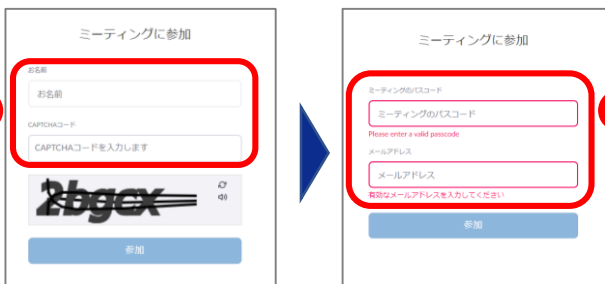 ミーティングに参加
お名前
お名前
CAPTCHAコード
CAPTCHAコードを入力します
2bgcx
参加
ミーティングに参加
ミーティングのパスコード
ミーティングのパスコード
Please enter a valid passcode
メールアドレス
メールアドレス
有効なメールアドレスを入力してください
参加